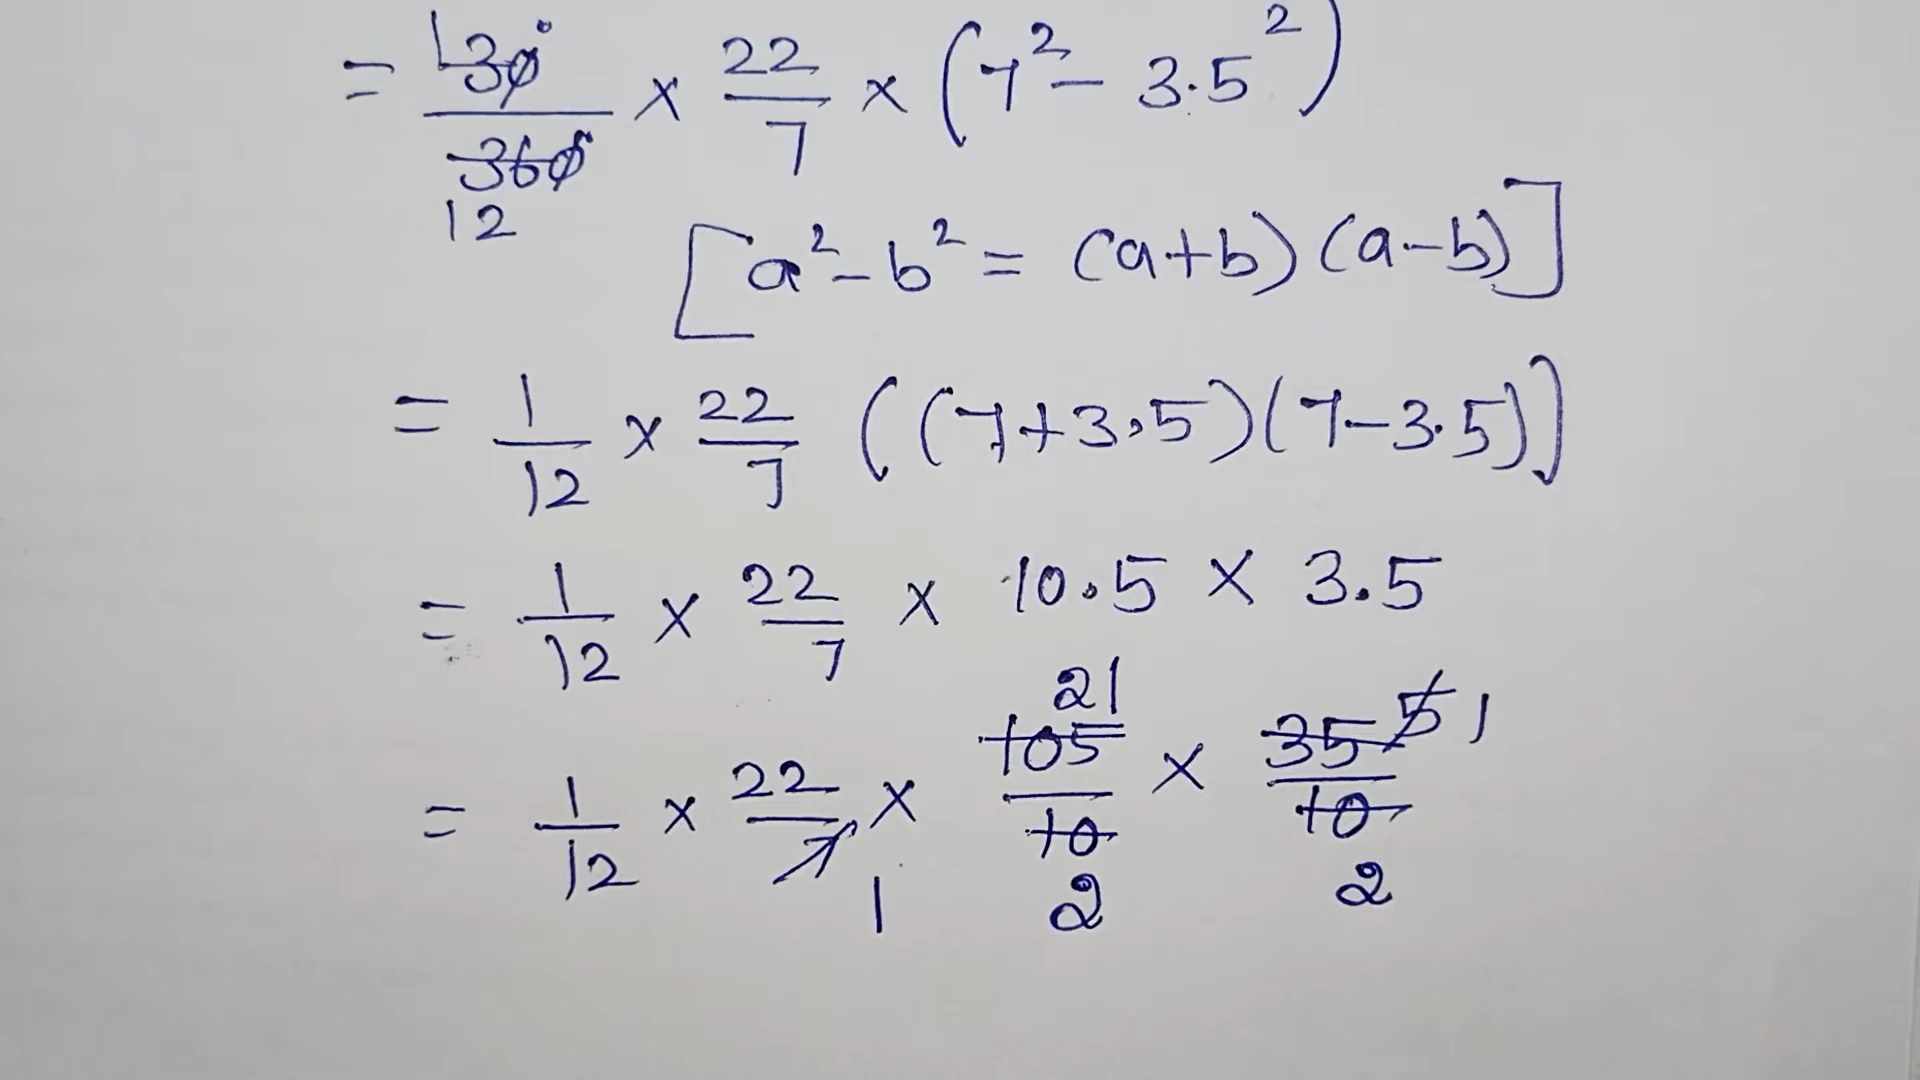 = 30°/360° × 22/7 × (7² - 3.5²)
1
12
[a² - b² = (a+b) (a-b)]
= 1/12 × 22/7 ((7+3.5)(7-3.5))
= 1/12 × 22/7 × 10.5 × 3.5
21 5 1
= 1/12 × 22/7 × 105/10 × 35/10
1 2 2